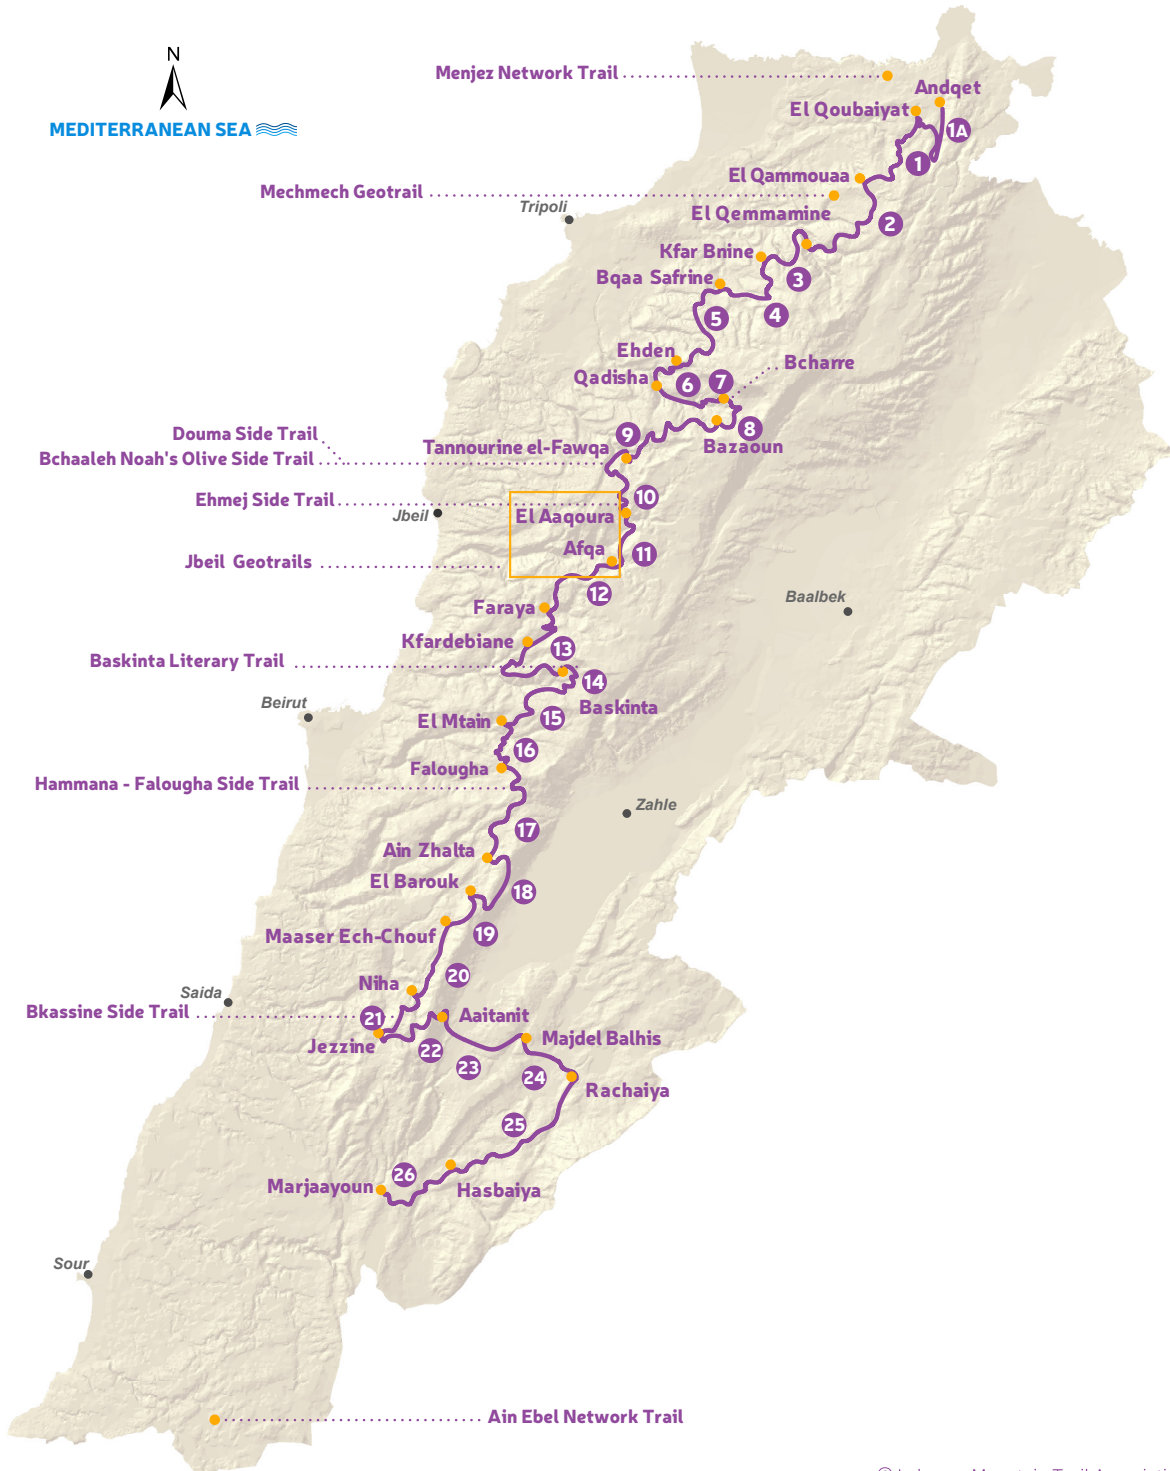 N
MEDITERRANEAN SEA
Menjez Network Trail
Andqet
El Qoubaiyat
1A
1
El Qammouaa
Mechmech Geotrail
El Qemmamine
Tripoli
2
Kfar Bnine
3
Bqaa Safrine
4
5
Ehden
Bcharre
Qadisha
6
7
8
Bazaoun
Douma Side Trail
9
Tannourine el-Fawqa
Bchaaleh Noah's Olive Side Trail
Ehmej Side Trail
10
Jbeil
El Aaqoura
Afqa
11
Jbeil Geotrails
12
Baalbek
Faraya
Kfardebiane
13
Baskinta Literary Trail
14
Baskinta
Beirut
15
El Mtain
16
Falougha
Hammana - Falougha Side Trail
Zahle
17
Ain Zhalta
El Barouk
18
Maaser Ech-Chouf
19
20
Niha
Saida
Bkassine Side Trail
21
Aaitanit
Jezzine
22
Majdel Balhis
23
24
Rachaiya
25
26
Marjaayoun
Hasbaiya
Sour
Ain Ebel Network Trail